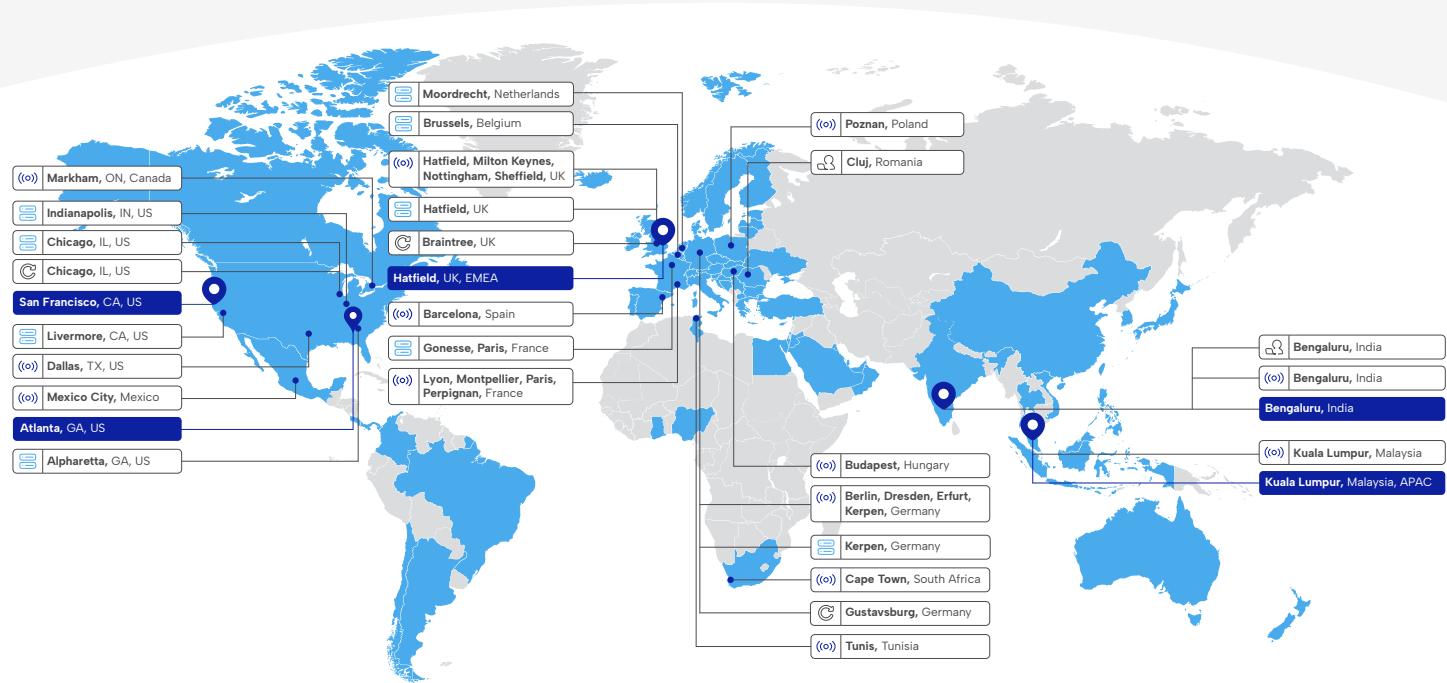 Markham, ON, Canada
Indianapolis, IN, US
Chicago, IL, US
Chicago, IL, US
San Francisco, CA, US
Livermore, CA, US
Dallas, TX, US
Mexico City, Mexico
Atlanta, GA, US
Alpharetta, GA, US
Moordrecht, Netherlands
Brussels, Belgium
Hatfield, Milton Keynes,
Nottingham, Sheffield, UK
Hatfield, UK
Braintree, UK
Hatfield, UK, EMEA
Barcelona, Spain
Gonesse, Paris, France
Lyon, Montpellier, Paris,
Perpignan, France
Poznan, Poland
Cluj, Romania
Budapest, Hungary
Berlin, Dresden, Erfurt,
Kerpen, Germany
Kerpen, Germany
Cape Town, South Africa
Gustavsburg, Germany
Tunis, Tunisia
Bengaluru, India
Bengaluru, India
Bengaluru, India
Kuala Lumpur, Malaysia
Kuala Lumpur, Malaysia, APAC